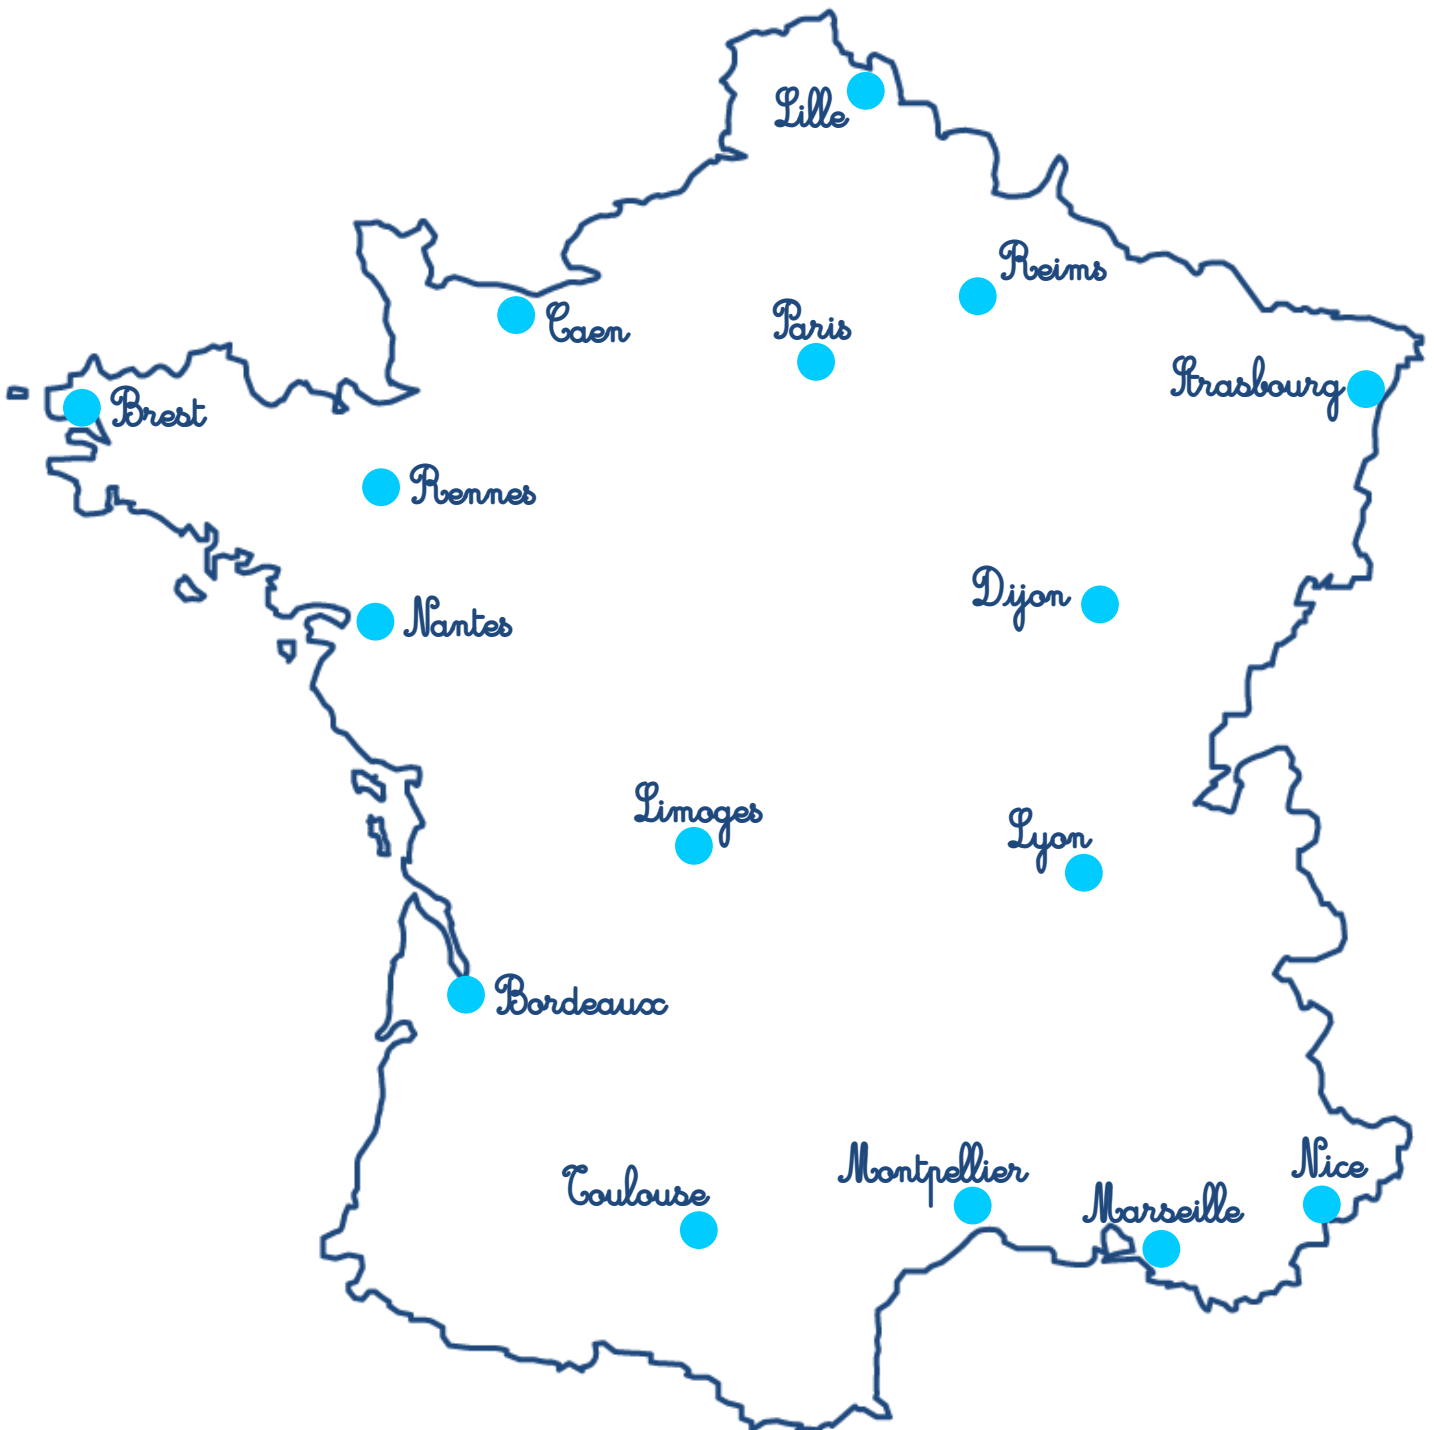 Lille
Reims
Paris
Caen
Strasbourg
Brest
Rennes
Dijon
Nantes
Limoges
Lyon
Bordeaux
Montpellier
Nice
Toulouse
Marseille